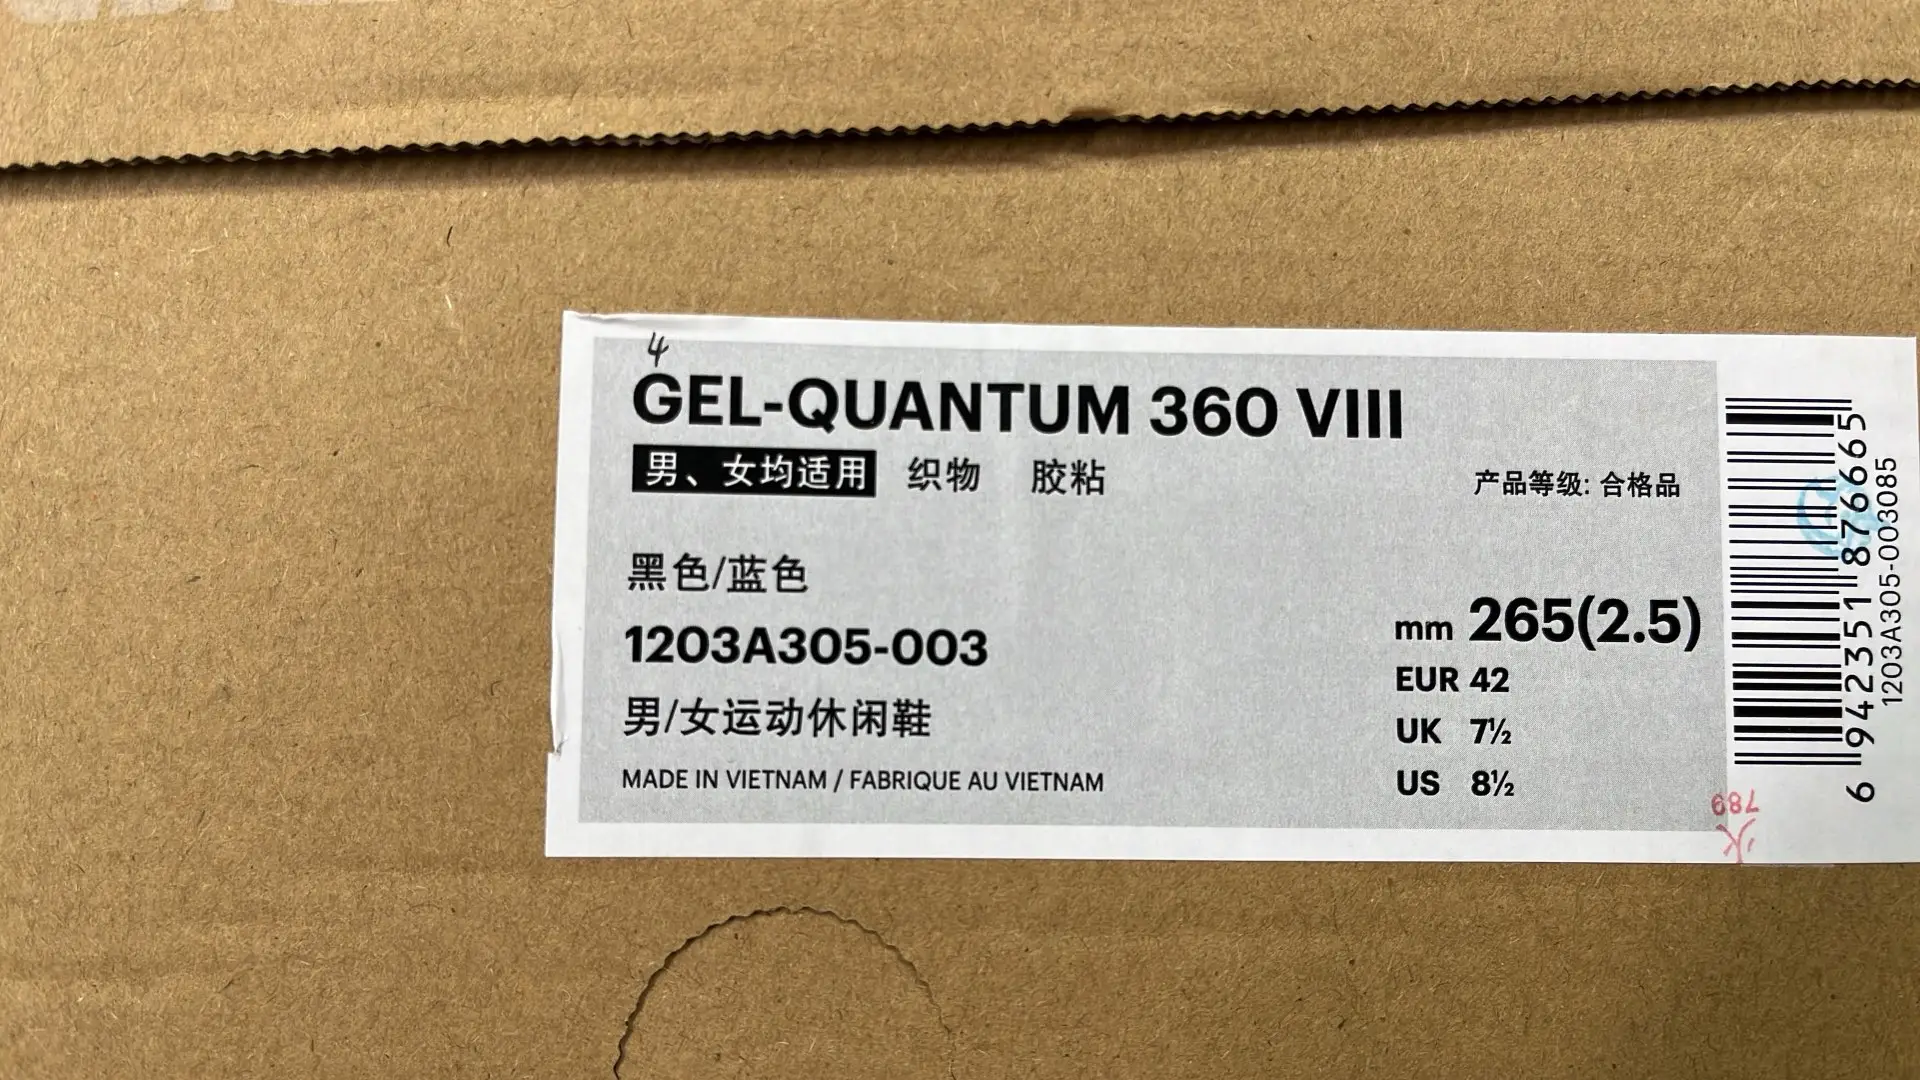 4
GEL-QUANTUM 360 VIII
男、女均适用 织物 胶粘
产品等级: 合格品
黑色/蓝色
1203A305-003
男/女运动休闲鞋
MADE IN VIETNAM / FABRIQUE AU VIETNAM
mm 265(2.5)
EUR 42
UK 7½
US 8½
6 942351 876665
1203A305-003085
789